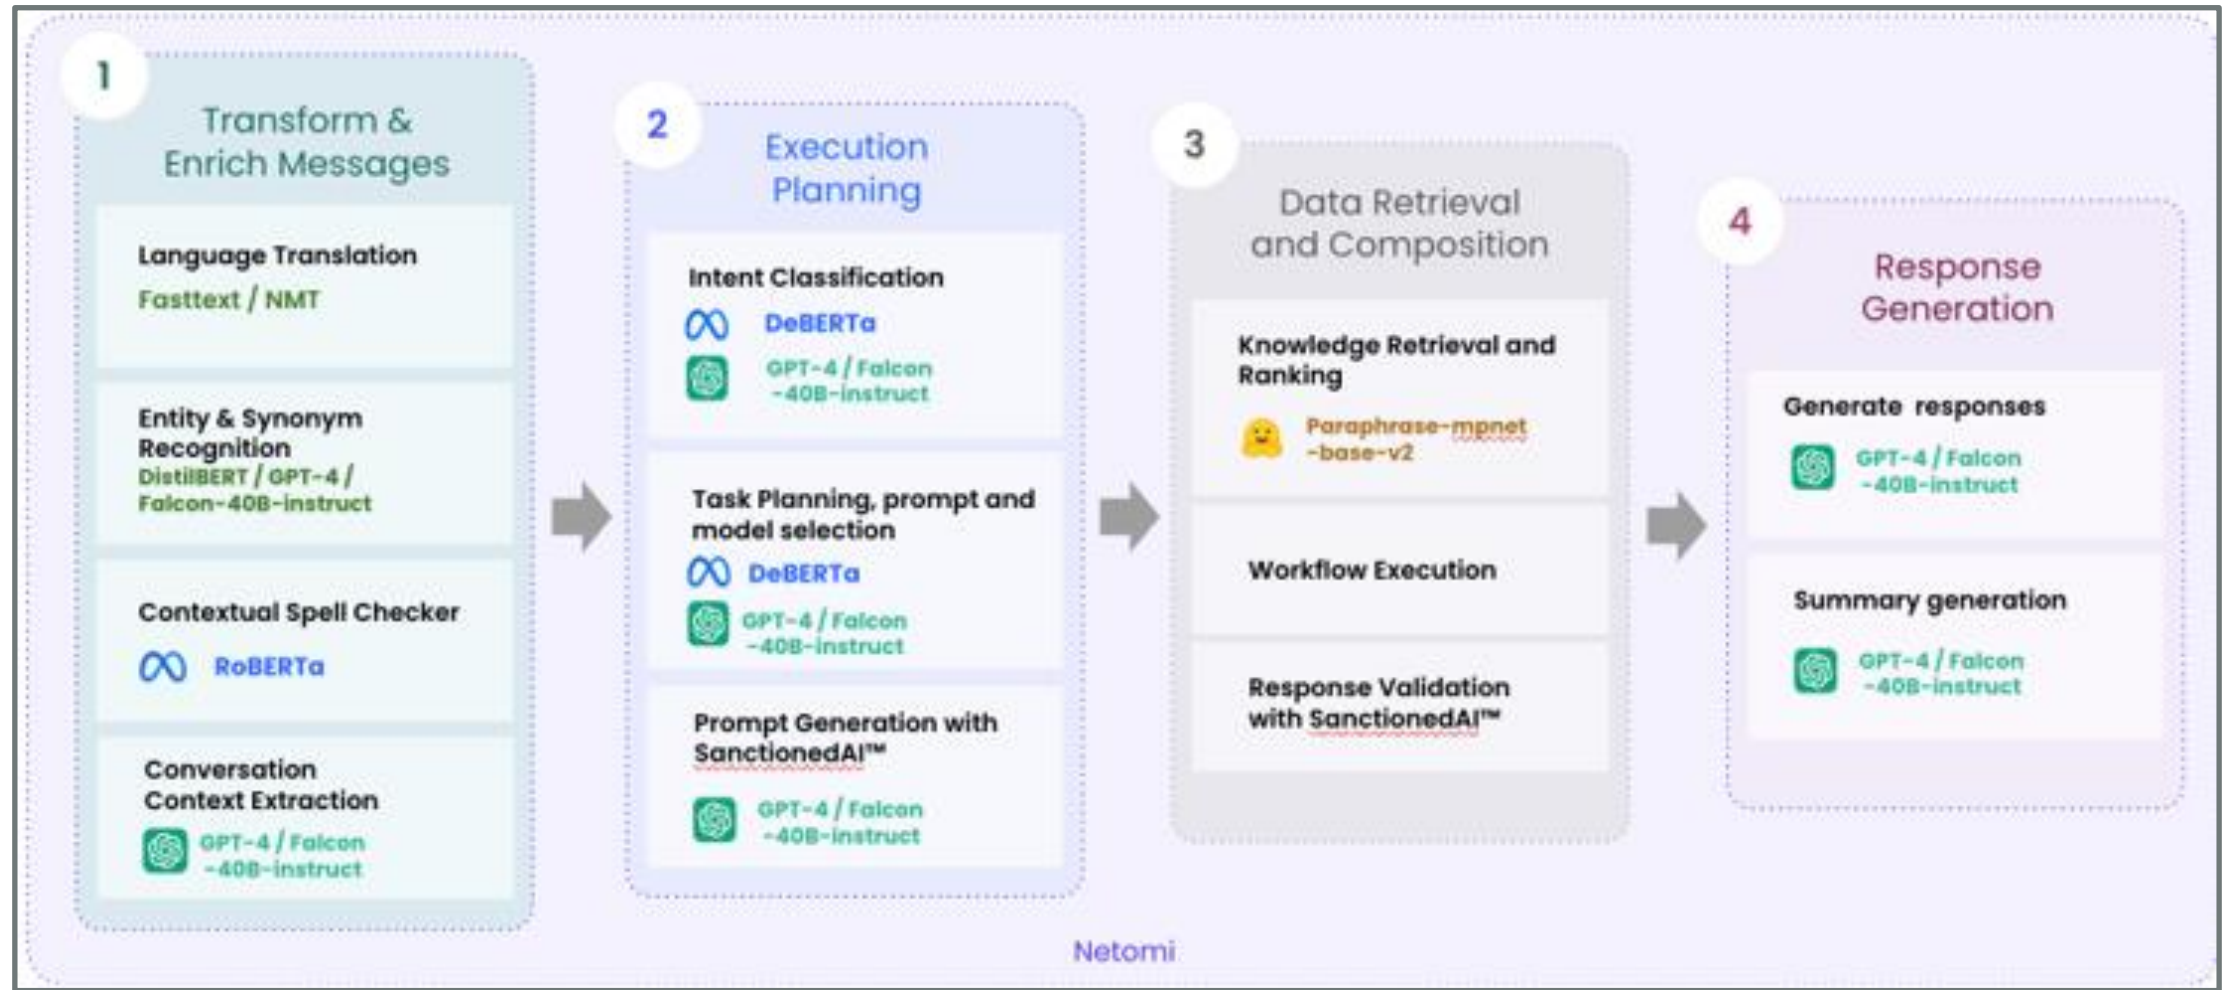 1
Transform &
Enrich Messages
Language Translation
Fasttext / NMT
Entity & Synonym
Recognition
DistilBERT / GPT-4 /
Falcon-40B-instruct
Contextual Spell Checker
RoBERTa
Conversation
Context Extraction
GPT-4 / Falcon
-40B-instruct
2
Execution
Planning
Intent Classification
DeBERTa
GPT-4 / Falcon
-40B-instruct
Task Planning, prompt and
model selection
DeBERTa
GPT-4 / Falcon
-40B-instruct
Prompt Generation with
SanctionedAI™
GPT-4 / Falcon
-40B-instruct
3
Data Retrieval
and Composition
Knowledge Retrieval and
Ranking
Paraphrase-mpnet
-base-v2
Workflow Execution
Response Validation
with SanctionedAI™
4
Response
Generation
Generate responses
GPT-4 / Falcon
-40B-instruct
Summary generation
GPT-4 / Falcon
-40B-instruct
Netomi